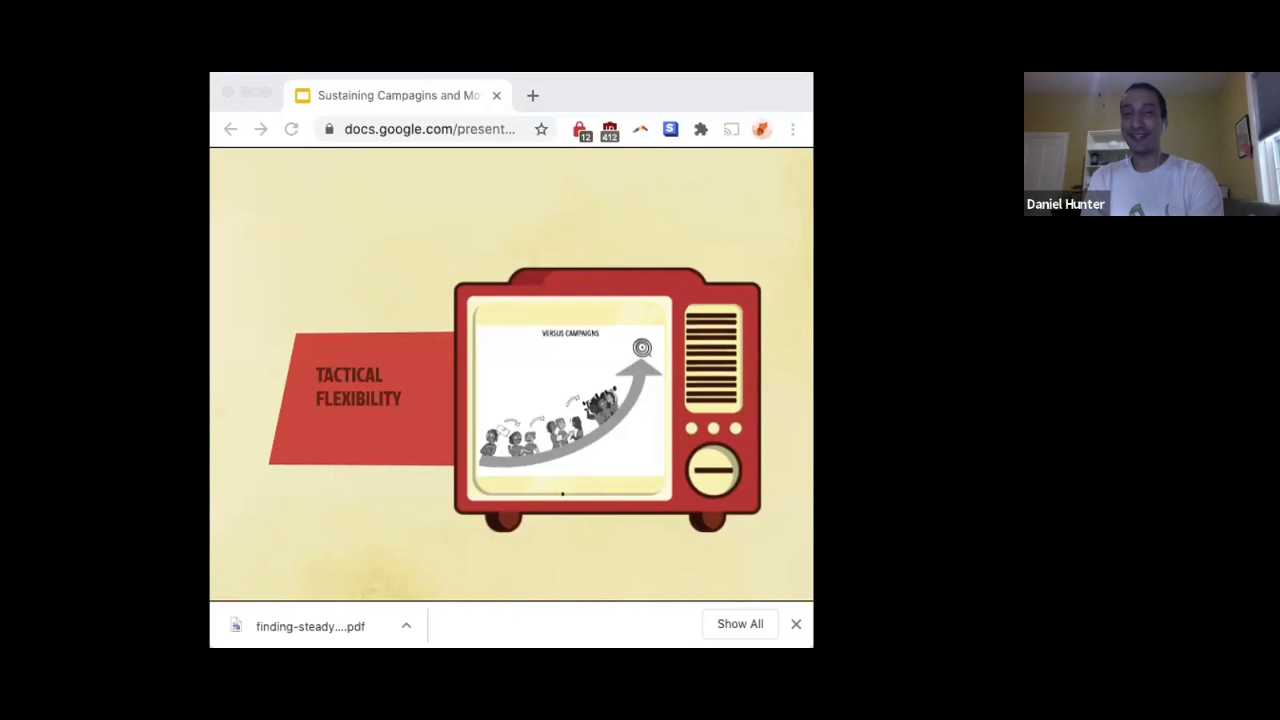 Sustaining Campagins and Mo
docs.google.com/present...
12
412
S
Daniel Hunter
VERSUS CAMPAIGNS
TACTICAL
FLEXIBILITY
finding-steady....pdf
Show All